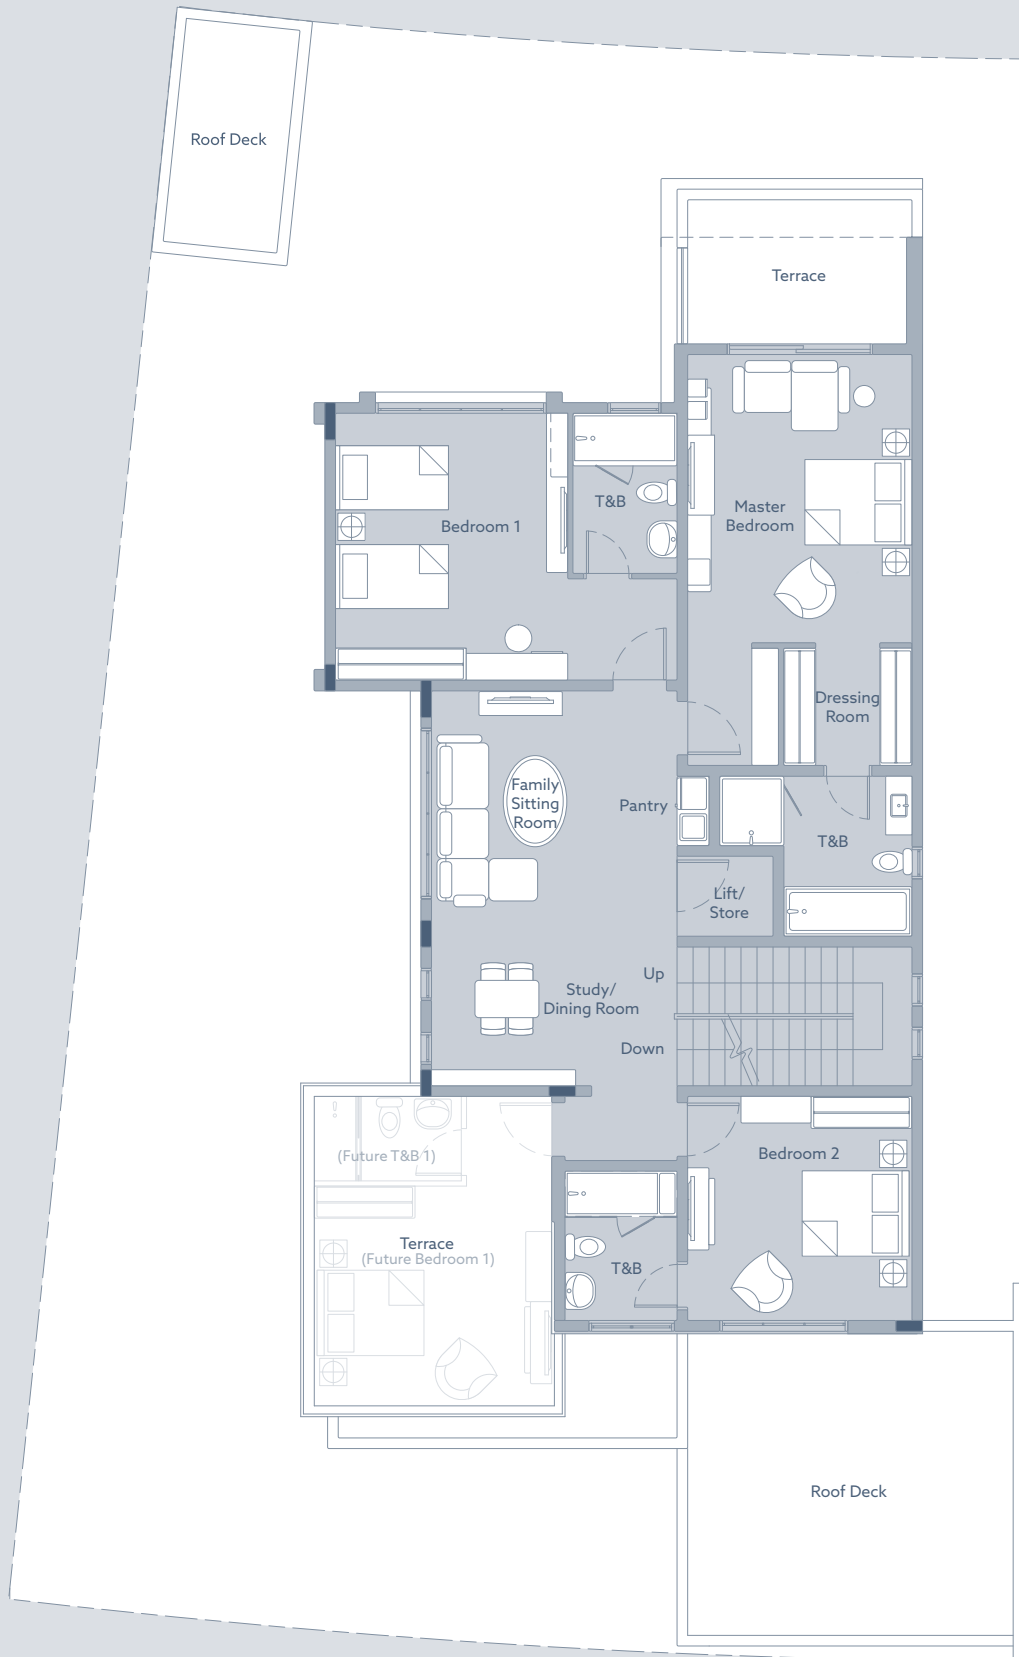 Roof Deck
Terrace
T&B
Master
Bedroom
Bedroom 1
Dressing
Room
Family
Sitting
Room
Pantry
T&B
Lift/
Store
Up
Study/
Dining Room
Down
(Future T&B 1)
Bedroom 2
Terrace
(Future Bedroom 1)
T&B
Roof Deck